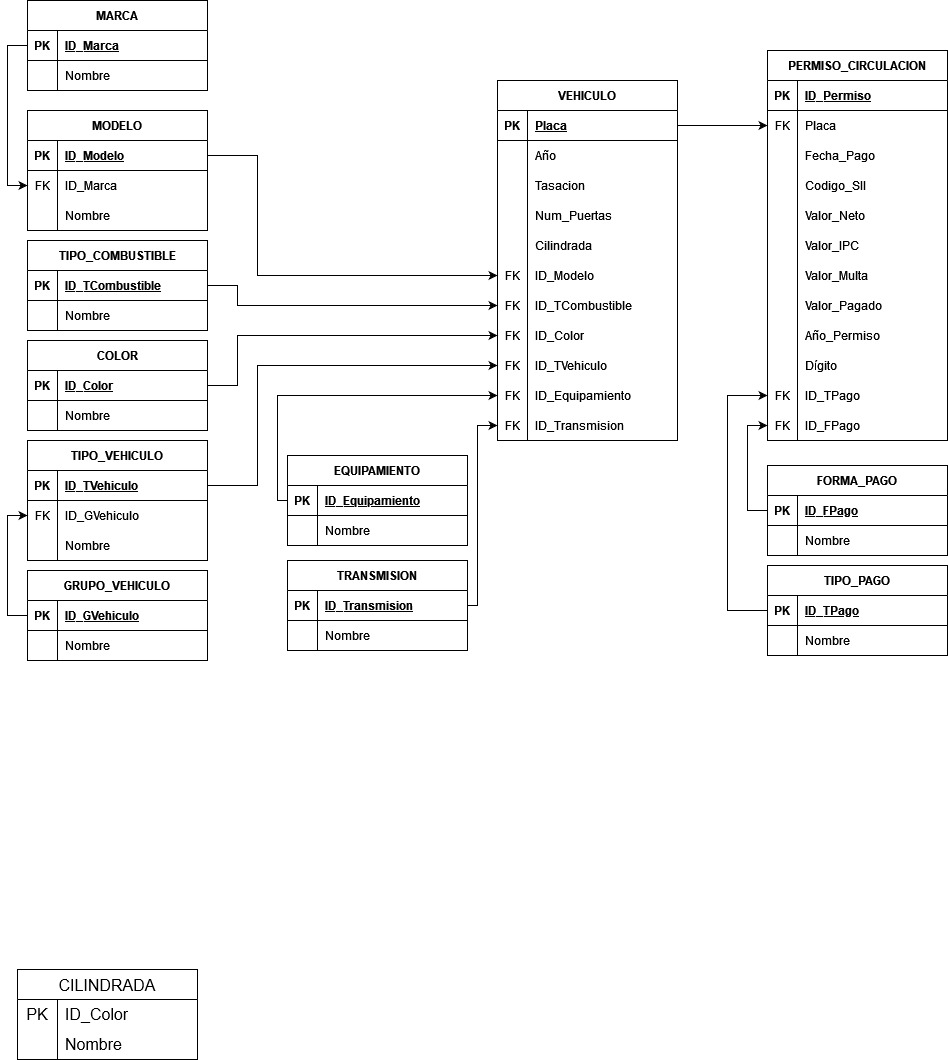 MARCA
PK ID_Marca
Nombre
MODELO
PK ID_Modelo
FK ID_Marca
Nombre
TIPO_COMBUSTIBLE
PK ID_TCombustible
Nombre
COLOR
PK ID_Color
Nombre
TIPO_VEHICULO
PK ID_TVehiculo
FK ID_GVehiculo
Nombre
GRUPO_VEHICULO
PK ID_GVehiculo
Nombre
EQUIPAMIENTO
PK ID_Equipamiento
Nombre
TRANSMISION
PK ID_Transmision
Nombre
VEHICULO
PK Placa
Año
Tasacion
Num_Puertas
Cilindrada
FK ID_Modelo
FK ID_TCombustible
FK ID_Color
FK ID_TVehiculo
FK ID_Equipamiento
FK ID_Transmision
PERMISO_CIRCULACION
PK ID_Permiso
FK Placa
Fecha_Pago
Codigo_SII
Valor_Neto
Valor_IPC
Valor_Multa
Valor_Pagado
Año_Permiso
Dígito
FK ID_TPago
FK ID_FPago
FORMA_PAGO
PK ID_FPago
Nombre
TIPO_PAGO
PK ID_TPago
Nombre
CILINDRADA
PK ID_Color
Nombre